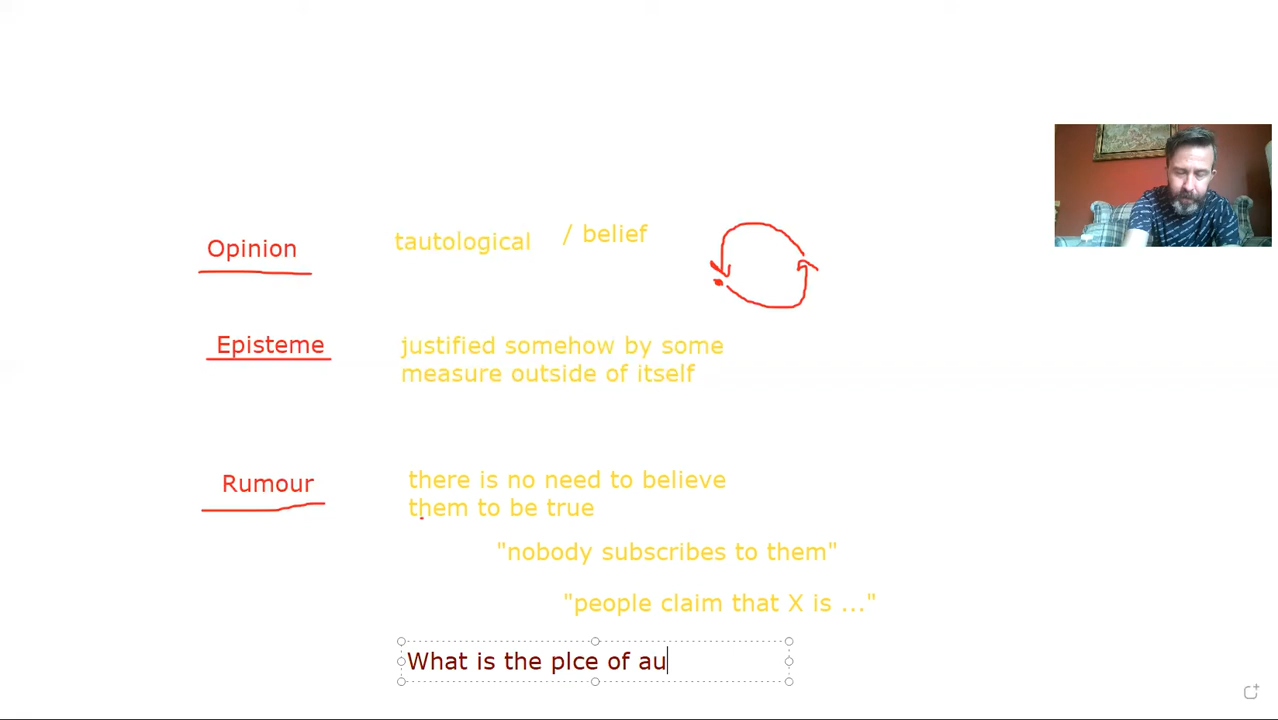 Opinion
tautological
/ belief
Episteme
justified somehow by some
measure outside of itself
Rumour
there is no need to believe
them to be true
"nobody subscribes to them"
"people claim that X is ..."
What is the plce of au